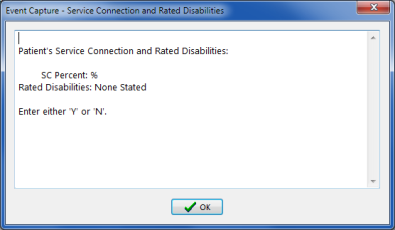 Event Capture - Service Connection and Rated Disabilities
Patient's Service Connection and Rated Disabilities:
SC Percent: %
Rated Disabilities: None Stated
Enter either 'Y' or 'N'.
OK